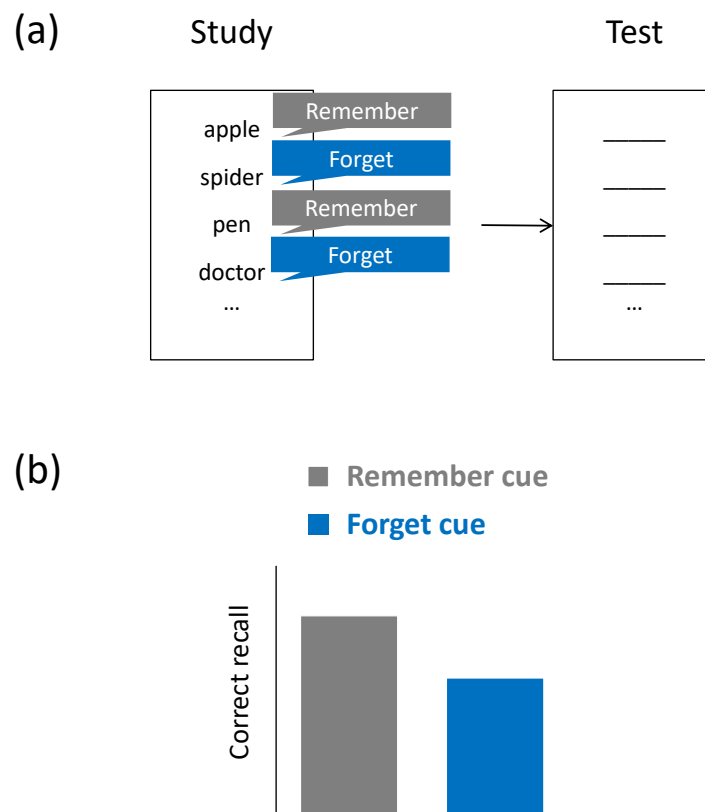 (a)
Study
Test
Remember
apple
Forget
spider
Remember
pen
Forget
doctor
...
...
(b)
Remember cue
Forget cue
Correct recall